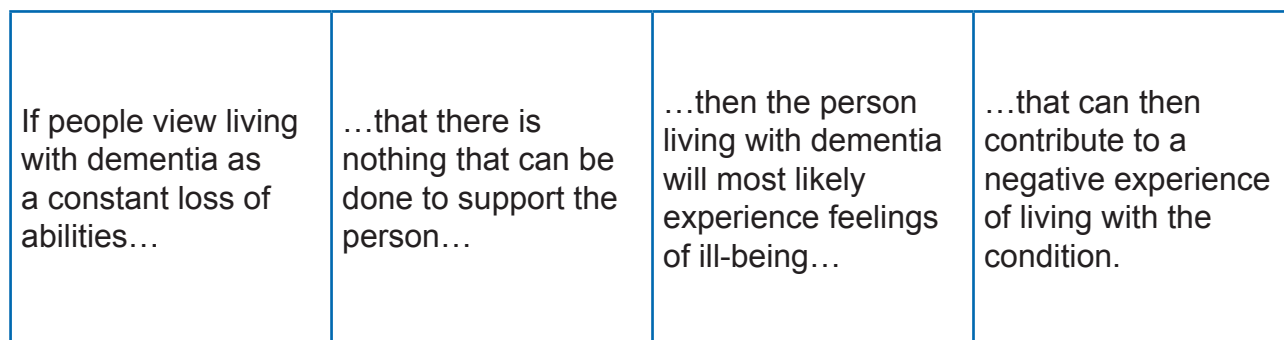 If people view living
with dementia as
a constant loss of
abilities…
…that there is
nothing that can be
done to support the
person…
…then the person
living with dementia
will most likely
experience feelings
of ill-being…
…that can then
contribute to a
negative experience
of living with the
condition.